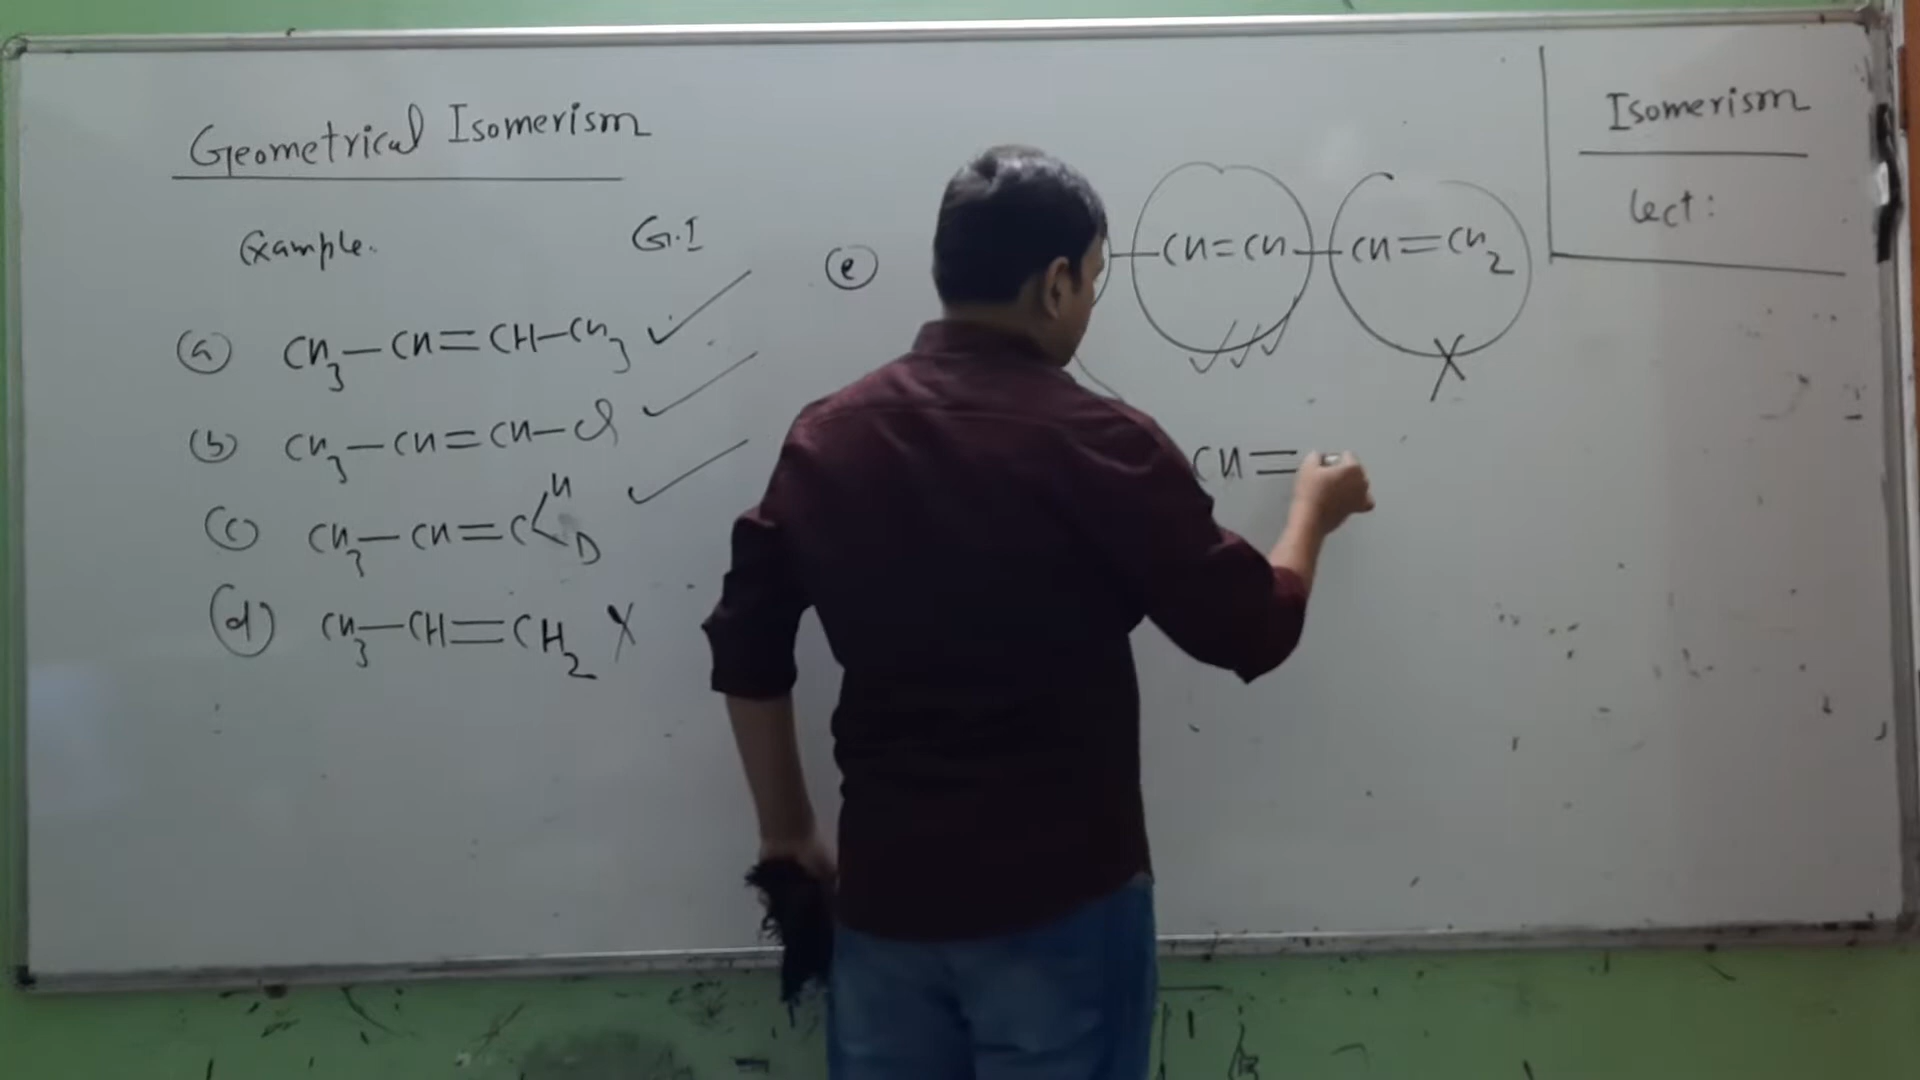 Geometrical Isomerism
Example. G.I
(a) CH3—CH=CH—CH3 ✓
(b) CH3—CH=CH—Cl ✓
(c) CH3—CH=C<H D ✓
(d) CH3—CH=CH2 X
(e) —CH=CH—CH=CH2
✓✓✓ X
CH=
Isomerism
Lect: